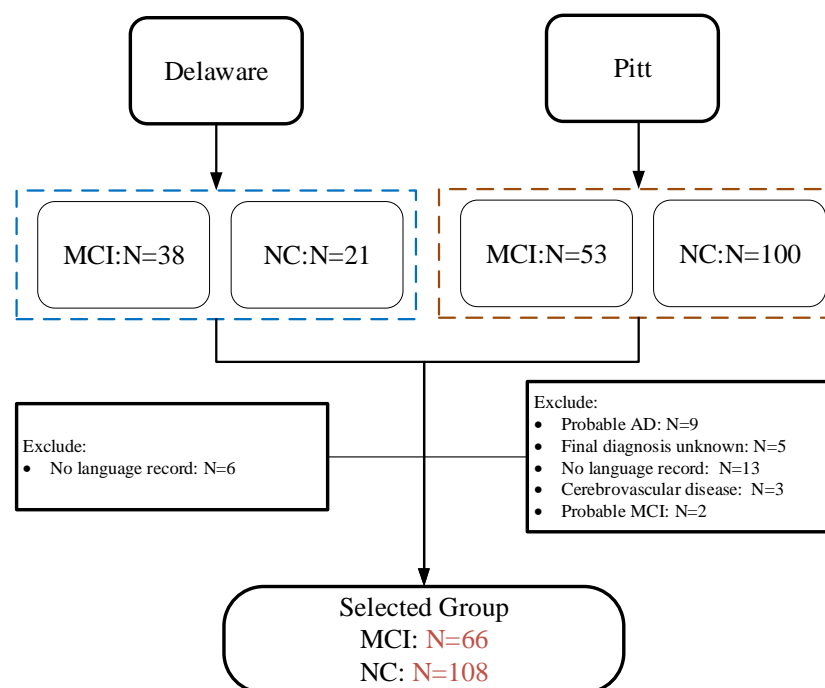 Delaware
Pitt
MCI:N=38
NC:N=21
MCI:N=53
NC:N=100
Exclude:
• No language record: N=6
Exclude:
• Probable AD: N=9
• Final diagnosis unknown: N=5
• No language record: N=13
• Cerebrovascular disease: N=3
• Probable MCI: N=2
Selected Group
MCI: N=66
NC: N=108